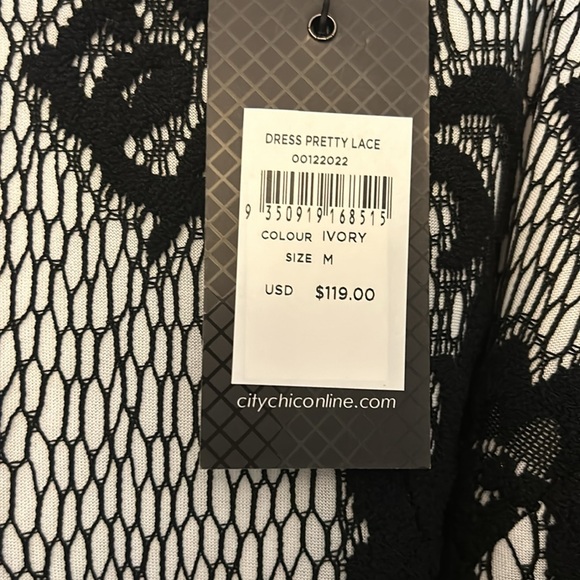 DRESS PRETTY LACE
00122022
9 350919 168515
COLOUR IVORY
SIZE M
USD $119.00
citychiconline.com